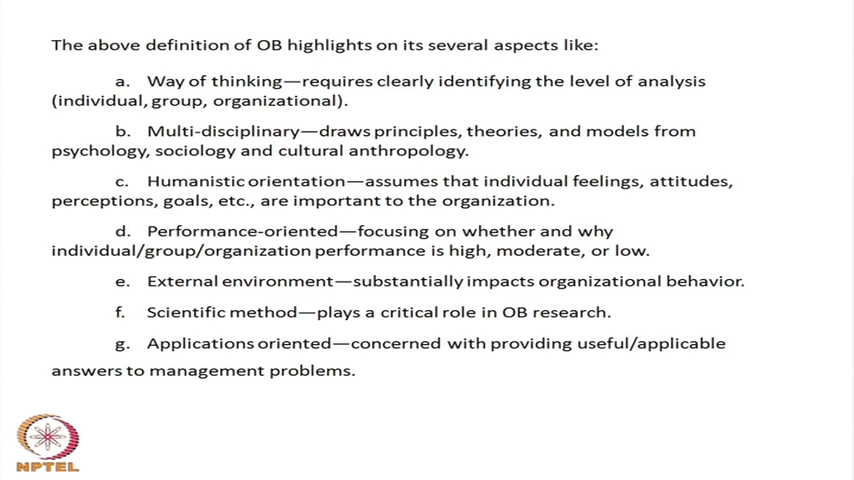 The above definition of OB highlights on its several aspects like:
a. Way of thinking—requires clearly identifying the level of analysis
(individual, group, organizational).
b. Multi-disciplinary—draws principles, theories, and models from
psychology, sociology and cultural anthropology.
c. Humanistic orientation—assumes that individual feelings, attitudes,
perceptions, goals, etc., are important to the organization.
d. Performance-oriented—focusing on whether and why
individual/group/organization performance is high, moderate, or low.
e. External environment—substantially impacts organizational behavior.
f. Scientific method—plays a critical role in OB research.
g. Applications oriented—concerned with providing useful/applicable
answers to management problems.
NPTEL